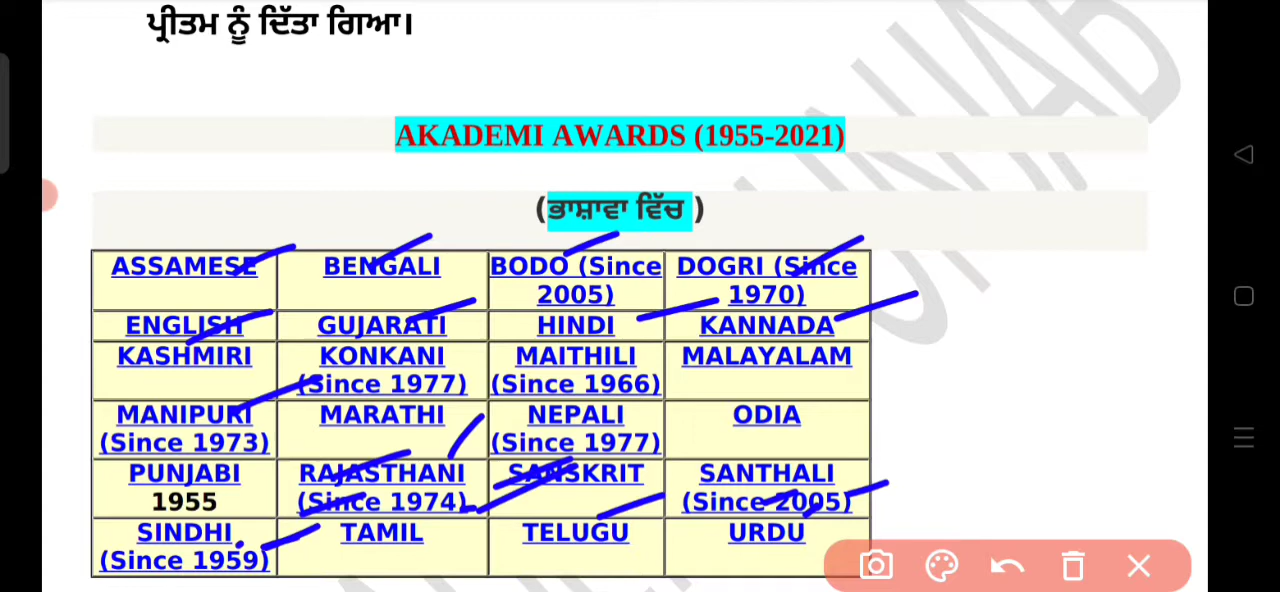 ਪ੍ਰੀਤਮ ਨੂੰ ਦਿੱਤਾ ਗਿਆ।
AKADEMI AWARDS (1955-2021)
(ਭਾਸ਼ਾਵਾ ਵਿੱਚ )
ASSAMESE BENGALI BODO (Since 2005) DOGRI (Since 1970)
ENGLISH GUJARATI HINDI KANNADA
KASHMIRI KONKANI (Since 1977) MAITHILI (Since 1966) MALAYALAM
MANIPURI (Since 1973) MARATHI NEPALI (Since 1977) ODIA
PUNJABI 1955 RAJASTHANI (Since 1974) SANSKRIT SANTHALI (Since 2005)
SINDHI (Since 1959) TAMIL TELUGU URDU